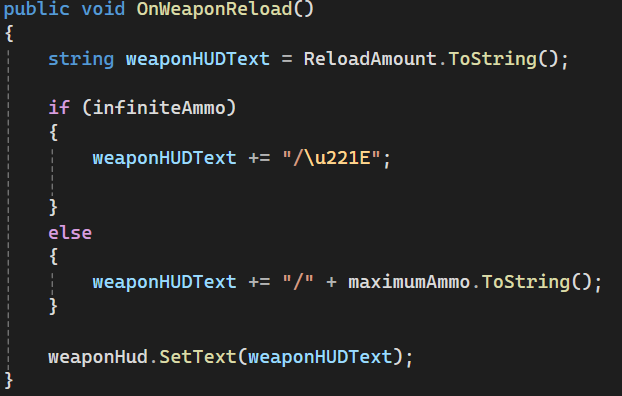 public void OnWeaponReload()
{
string weaponHUDText = ReloadAmount.ToString();
if (infiniteAmmo)
{
weaponHUDText += "/\u221E";
}
else
{
weaponHUDText += "/" + maximumAmmo.ToString();
}
weaponHud.SetText(weaponHUDText);
}